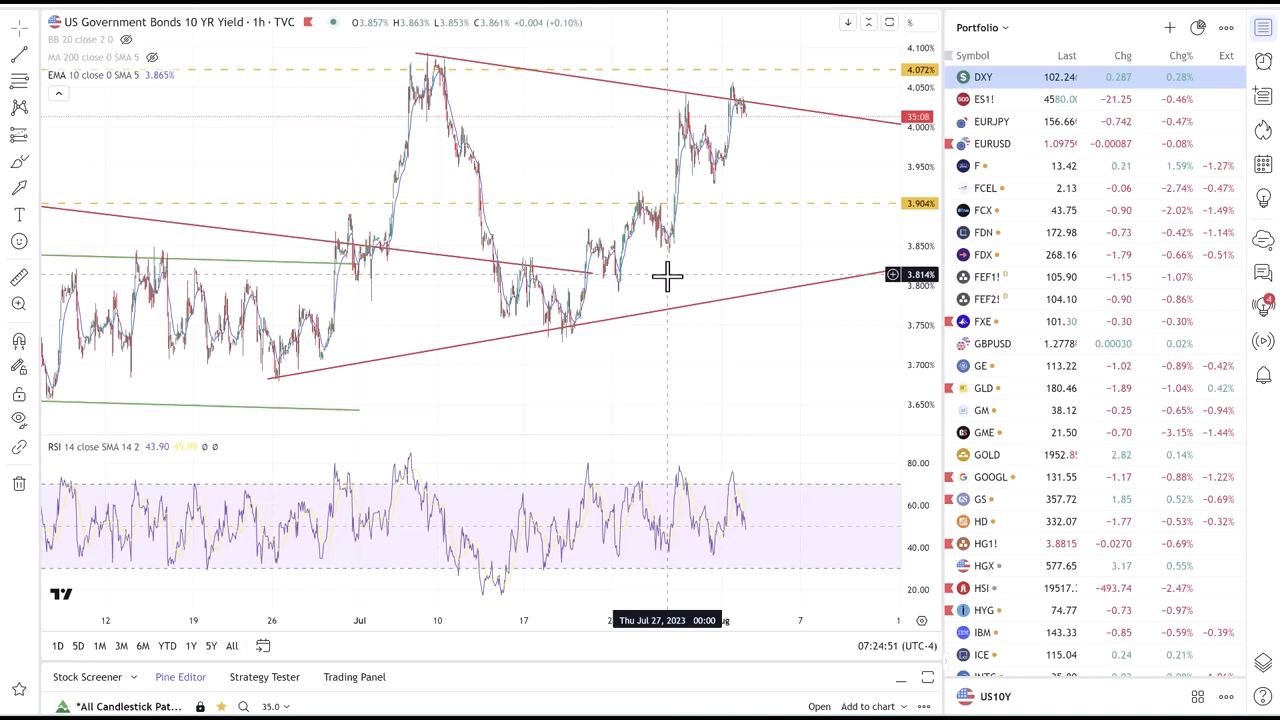 US Government Bonds 10 YR Yield · 1h · TVC O3.857% H3.863% L3.853% C3.861% +0.004 (+0.10%)
BB 20 close 2 0
MA 200 close 0 SMA 5
EMA 10 close 0 SMA 5 3.865%
%
4.100%
4.072%
4.050%
35:08
4.000%
3.950%
3.904%
3.850%
3.814%
3.800%
3.750%
3.700%
3.650%
RSI 14 close SMA 14 2 43.90 45.99 Ø Ø
80.00
60.00
40.00
20.00
12 19 26 Jul 10 17 Thu Jul 27, 2023 00:00 7
1D 5D 1M 3M 6M YTD 1Y 5Y All 07:24:51 (UTC-4)
Stock Screener Pine Editor Strategy Tester Trading Panel
*All Candlestick Pat... 35.0 Open Add to chart
Portfolio
Symbol Last Chg Chg% Ext
DXY 102.24 0.287 0.28%
ES1! 4580.00 −21.25 −0.46%
EURJPY 156.66 −0.742 −0.47%
EURUSD 1.0975 −0.00087 −0.08%
F 13.42 0.21 1.59% −1.27%
FCEL 2.13 −0.06 −2.74% −0.47%
FCX 43.75 −0.90 −2.02% −1.49%
FDN 172.98 −0.73 −0.42% −1.14%
FDX 268.16 −1.79 −0.66% −0.51%
FEF1! D 105.90 −1.15 −1.07%
FEF2! D 104.10 −0.90 −0.86%
FXE 101.30 −0.30 −0.30%
GBPUSD 1.2778 0.00030 0.02%
GE 113.22 −1.02 −0.89% −0.42%
GLD 180.46 −1.89 −1.04% 0.42%
GM 38.12 −0.25 −0.65% −0.94%
GME 21.50 −0.70 −3.15% −1.44%
GOLD 1952.8 2.82 0.14%
GOOGL 131.55 −1.17 −0.88% −1.22%
GS 357.72 1.85 0.52% −0.69%
HD 332.07 −1.77 −0.53% −0.32%
HG1! 3.8815 −0.0270 −0.69%
HGX 577.65 3.17 0.55%
HSI 19517. −493.74 −2.47%
HYG 74.77 −0.73 −0.97%
IBM 143.33 −0.85 −0.59% −0.39%
ICE 115.04 0.24 0.21%
US10Y
4